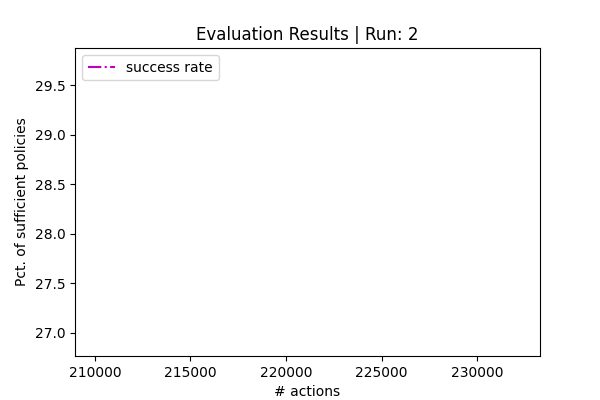 Evaluation Results | Run: 2
success rate
Pct. of sufficient policies
29.5
29.0
28.5
28.0
27.5
27.0
210000 215000 220000 225000 230000
# actions